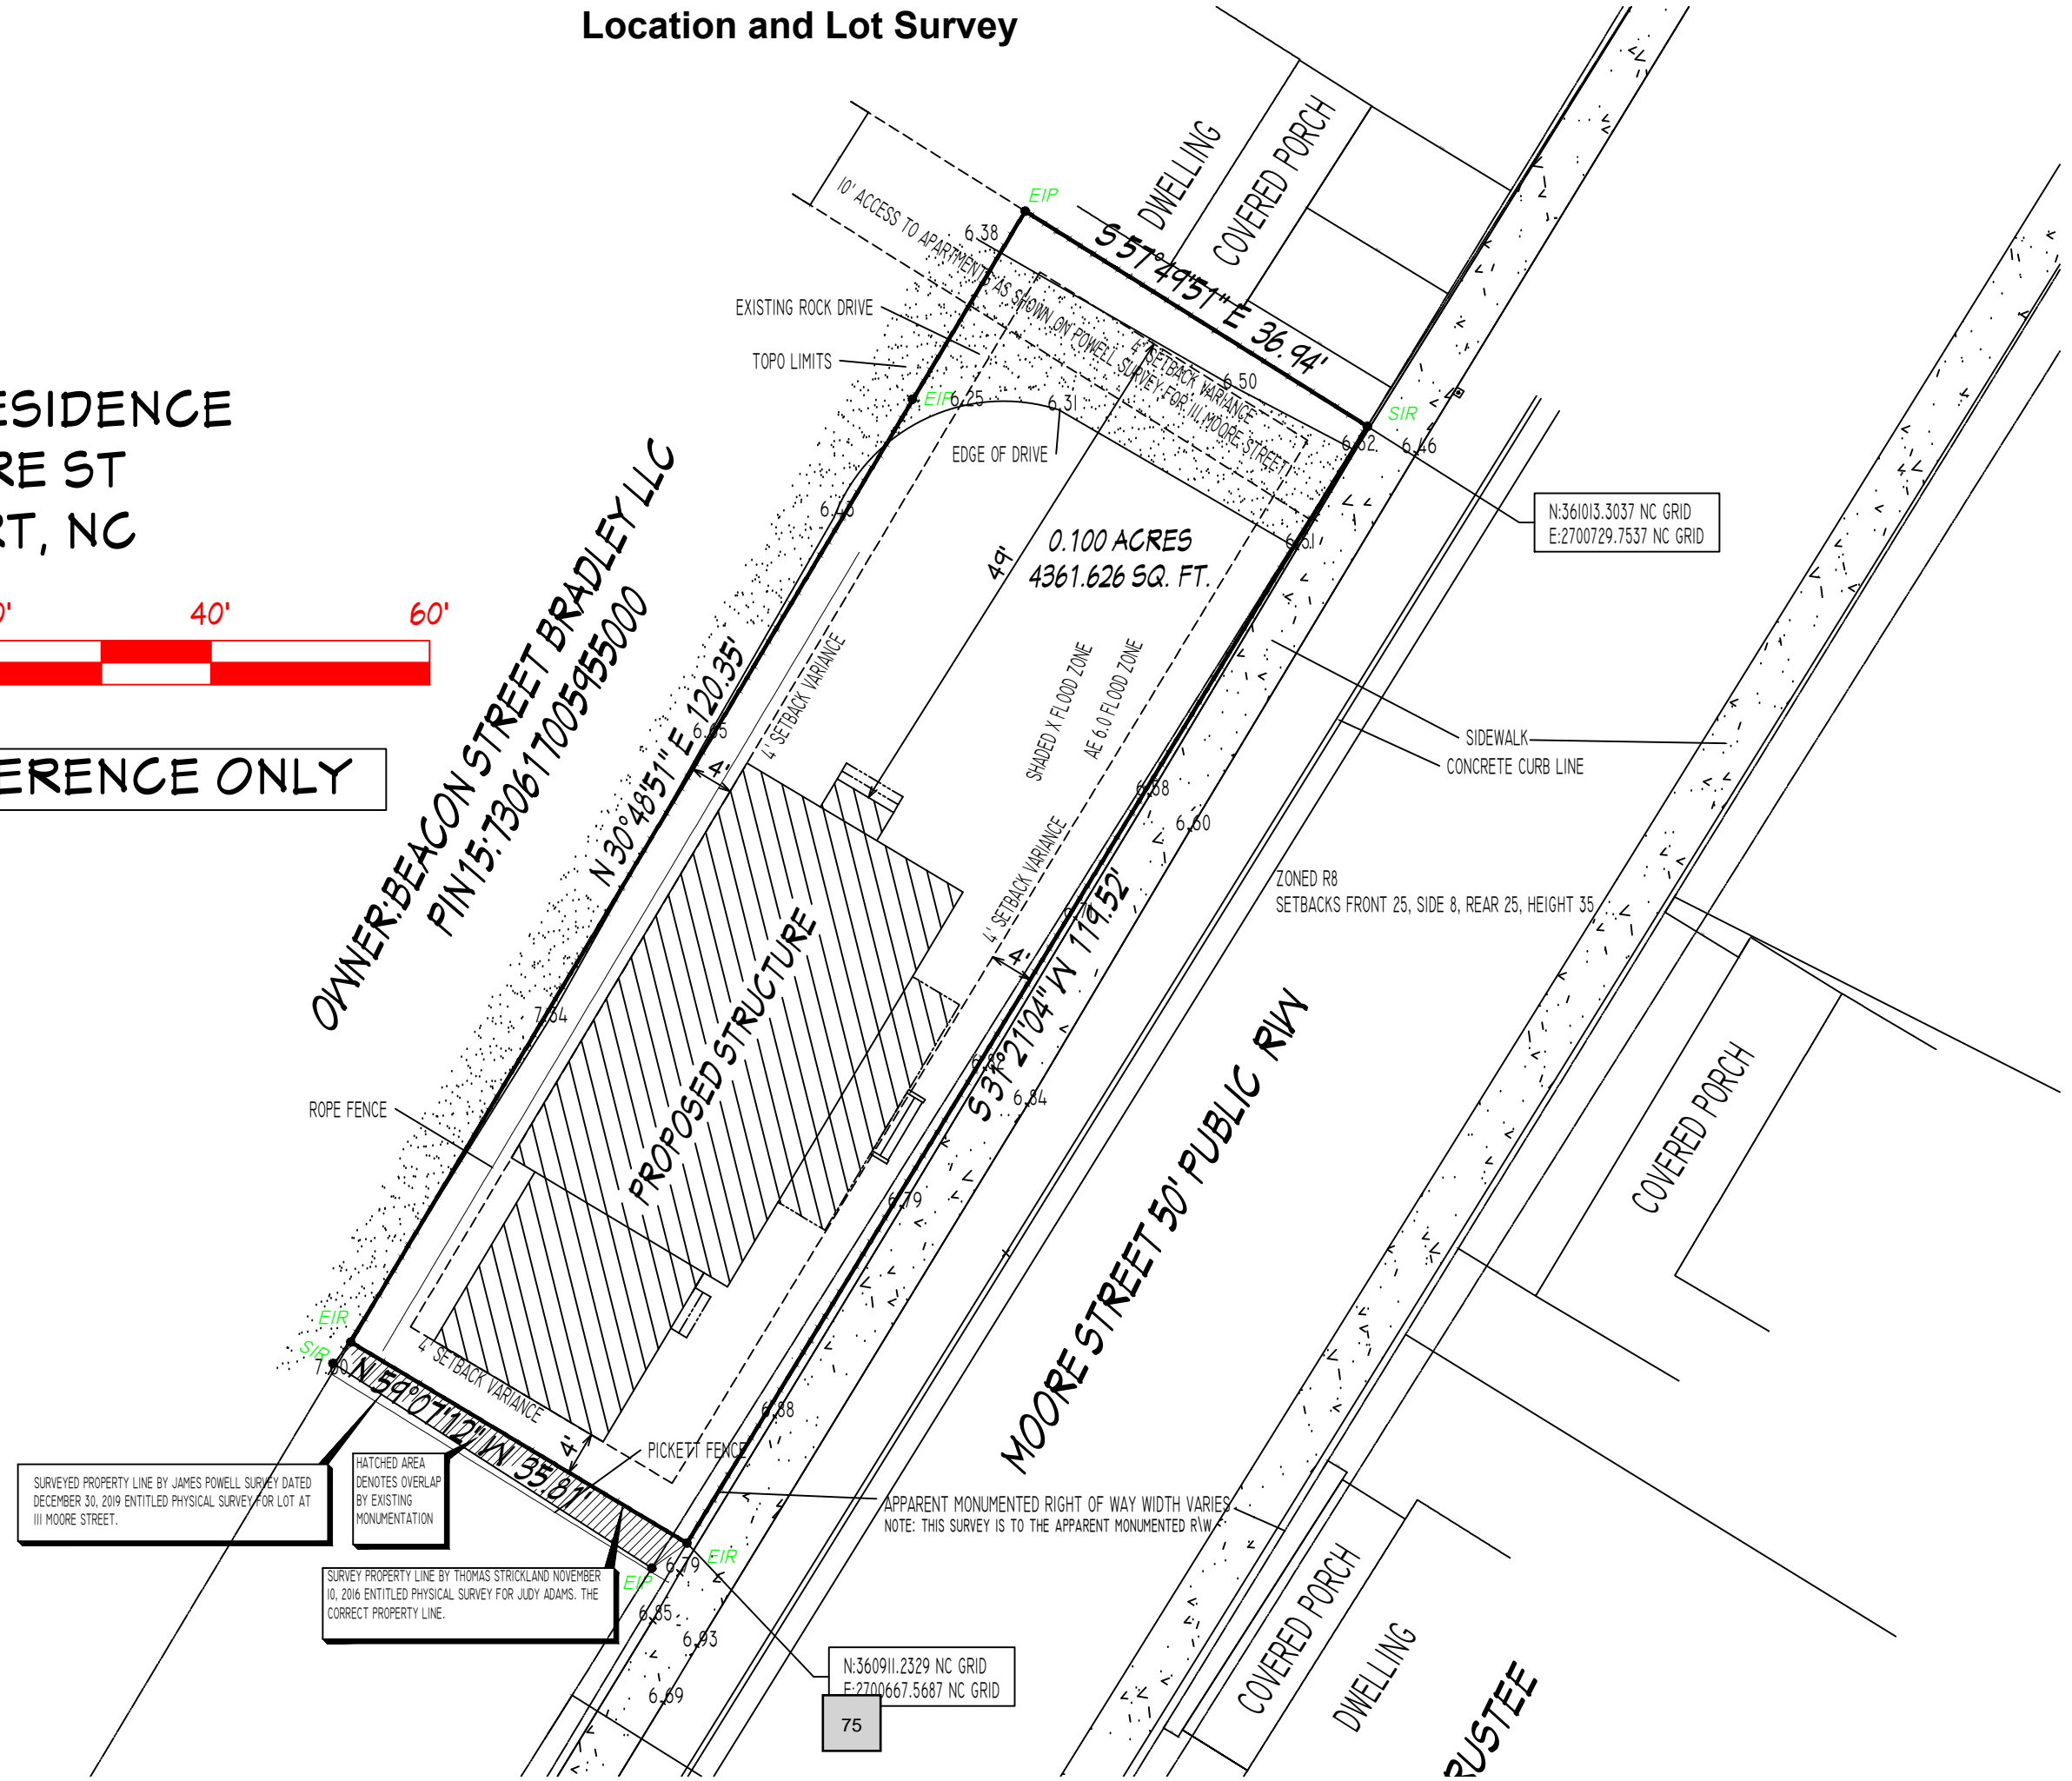 Location and Lot Survey
ESIDENCE
RE ST
RT, NC
40'
60'
ERENCE ONLY
DWELLING
COVERED PORCH
EIP
10' ACCESS TO APARTMENTS AS SHOWN ON POWELL SURVEY FOR 111 MOORE STREET
6.38
S 57°49'51" E 36.94'
EXISTING ROCK DRIVE
TOPO LIMITS
4' SETBACK VARIANCE
6.50
EIP
6.25
6.31
EDGE OF DRIVE
SIR
6.52
6.46
N:361013.3037 NC GRID
E:2700729.7537 NC GRID
6.43
6.51
49'
0.100 ACRES
4361.626 SQ. FT.
OWNER:BEACON STREET BRADLEY LLC
PIN15:730617005955000
N 30°48'51" E 120.35'
4' SETBACK VARIANCE
4'
SHADED X FLOOD ZONE
AE 6.0 FLOOD ZONE
SIDEWALK
CONCRETE CURB LINE
6.58
6.60
4' SETBACK VARIANCE
ZONED R8
SETBACKS FRONT 25, SIDE 8, REAR 25, HEIGHT 35
4'
S 31°21'04" W 119.52'
PROPOSED STRUCTURE
6.82
6.84
ROPE FENCE
MOORE STREET 50' PUBLIC R\W
COVERED PORCH
6.79
EIR
SIR
4' SETBACK VARIANCE
N 59°07'12" W 35.81'
4'
6.88
PICKETT FENCE
SURVEYED PROPERTY LINE BY JAMES POWELL SURVEY DATED
DECEMBER 30, 2019 ENTITLED PHYSICAL SURVEY FOR LOT AT
111 MOORE STREET.
HATCHED AREA
DENOTES OVERLAP
BY EXISTING
MONUMENTATION
APPARENT MONUMENTED RIGHT OF WAY WIDTH VARIES
NOTE: THIS SURVEY IS TO THE APPARENT MONUMENTED R\W
SURVEY PROPERTY LINE BY THOMAS STRICKLAND NOVEMBER
10, 2016 ENTITLED PHYSICAL SURVEY FOR JUDY ADAMS. THE
CORRECT PROPERTY LINE.
EIR
6.79
EIP
6.85
6.93
6.69
N:360911.2329 NC GRID
E:2700667.5687 NC GRID
75
COVERED PORCH
DWELLING
RUSTEE